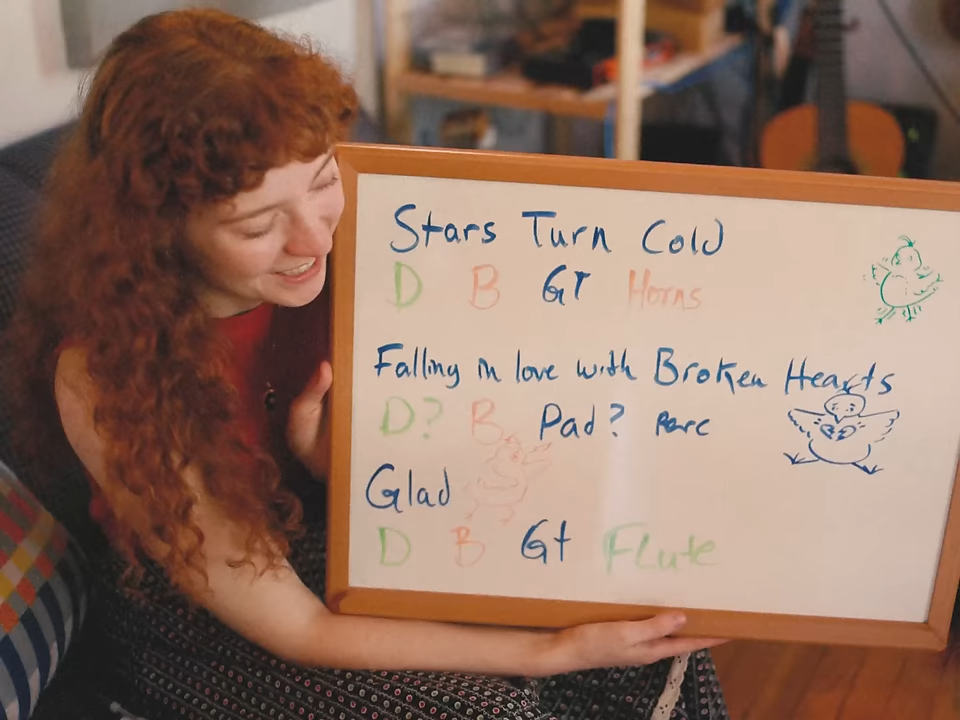 Stars Turn Cold
D B GT Horns
Falling in love with Broken Hearts
D? B Pad? Perc
Glad
D B Gt Flute